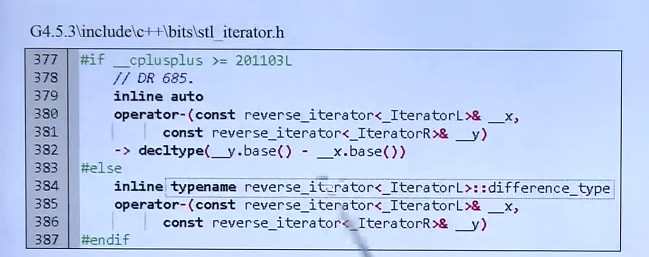 G4.5.3\include\c++\bits\stl_iterator.h
377 #if __cplusplus >= 201103L
378 // DR 685.
379 inline auto
380 operator-(const reverse_iterator<_IteratorL>& __x,
381 const reverse_iterator<_IteratorR>& __y)
382 -> decltype(__y.base() - __x.base())
383 #else
384 inline typename reverse_iterator<_IteratorL>::difference_type
385 operator-(const reverse_iterator<_IteratorL>& __x,
386 const reverse_iterator<_IteratorR>& __y)
387 #endif